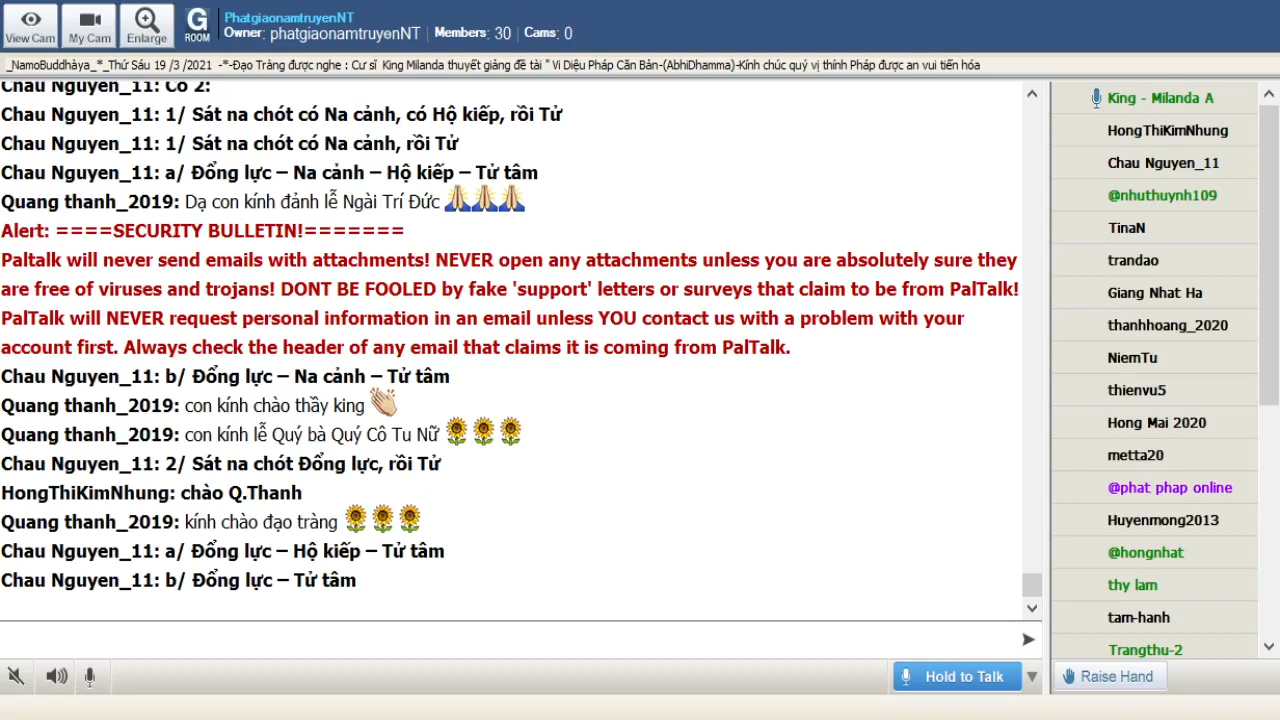 View Cam
My Cam
Enlarge
G
ROOM
PhatgiaonamtruyenNT
Owner: phatgiaonamtruyenNT | Members: 30 | Cams: 0
_NamoBuddhàya_*_Thứ Sáu 19 /3 /2021 -*-Đạo Tràng được nghe : Cư sĩ King Milanda thuyết giảng đề tài " Vi Diệu Pháp Căn Bản-(AbhiDhamma)-Kính chúc quý vị thính Pháp được an vui tiến hóa
Chau Nguyen_11: Có 2:
Chau Nguyen_11: 1/ Sát na chót có Na cảnh, có Hộ kiếp, rồi Tử
Chau Nguyen_11: 1/ Sát na chót có Na cảnh, rồi Tử
Chau Nguyen_11: a/ Đổng lực – Na cảnh – Hộ kiếp – Tử tâm
Quang thanh_2019: Dạ con kính đảnh lễ Ngài Trí Đức
Alert: ====SECURITY BULLETIN!=======
Paltalk will never send emails with attachments! NEVER open any attachments unless you are absolutely sure they
are free of viruses and trojans! DONT BE FOOLED by fake 'support' letters or surveys that claim to be from PalTalk!
PalTalk will NEVER request personal information in an email unless YOU contact us with a problem with your
account first. Always check the header of any email that claims it is coming from PalTalk.
Chau Nguyen_11: b/ Đổng lực – Na cảnh – Tử tâm
Quang thanh_2019: con kính chào thầy king
Quang thanh_2019: con kính lễ Quý bà Quý Cô Tu Nữ
Chau Nguyen_11: 2/ Sát na chót Đổng lực, rồi Tử
HongThiKimNhung: chào Q.Thanh
Quang thanh_2019: kính chào đạo tràng
Chau Nguyen_11: a/ Đổng lực – Hộ kiếp – Tử tâm
Chau Nguyen_11: b/ Đổng lực – Tử tâm
King - Milanda A
HongThiKimNhung
Chau Nguyen_11
@nhuthuynh109
TinaN
trandao
Giang Nhat Ha
thanhhoang_2020
NiemTu
thienvu5
Hong Mai 2020
metta20
@phat phap online
Huyenmong2013
@hongnhat
thy lam
tam-hanh
Trangthu-2
Hold to Talk
Raise Hand